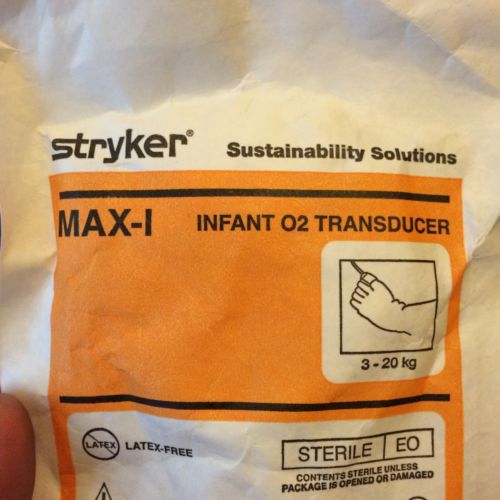 stryker® Sustainability Solutions
MAX-I INFANT O2 TRANSDUCER
3 - 20 kg
LATEX LATEX-FREE
STERILE EO
CONTENTS STERILE UNLESS
PACKAGE IS OPENED OR DAMAGED